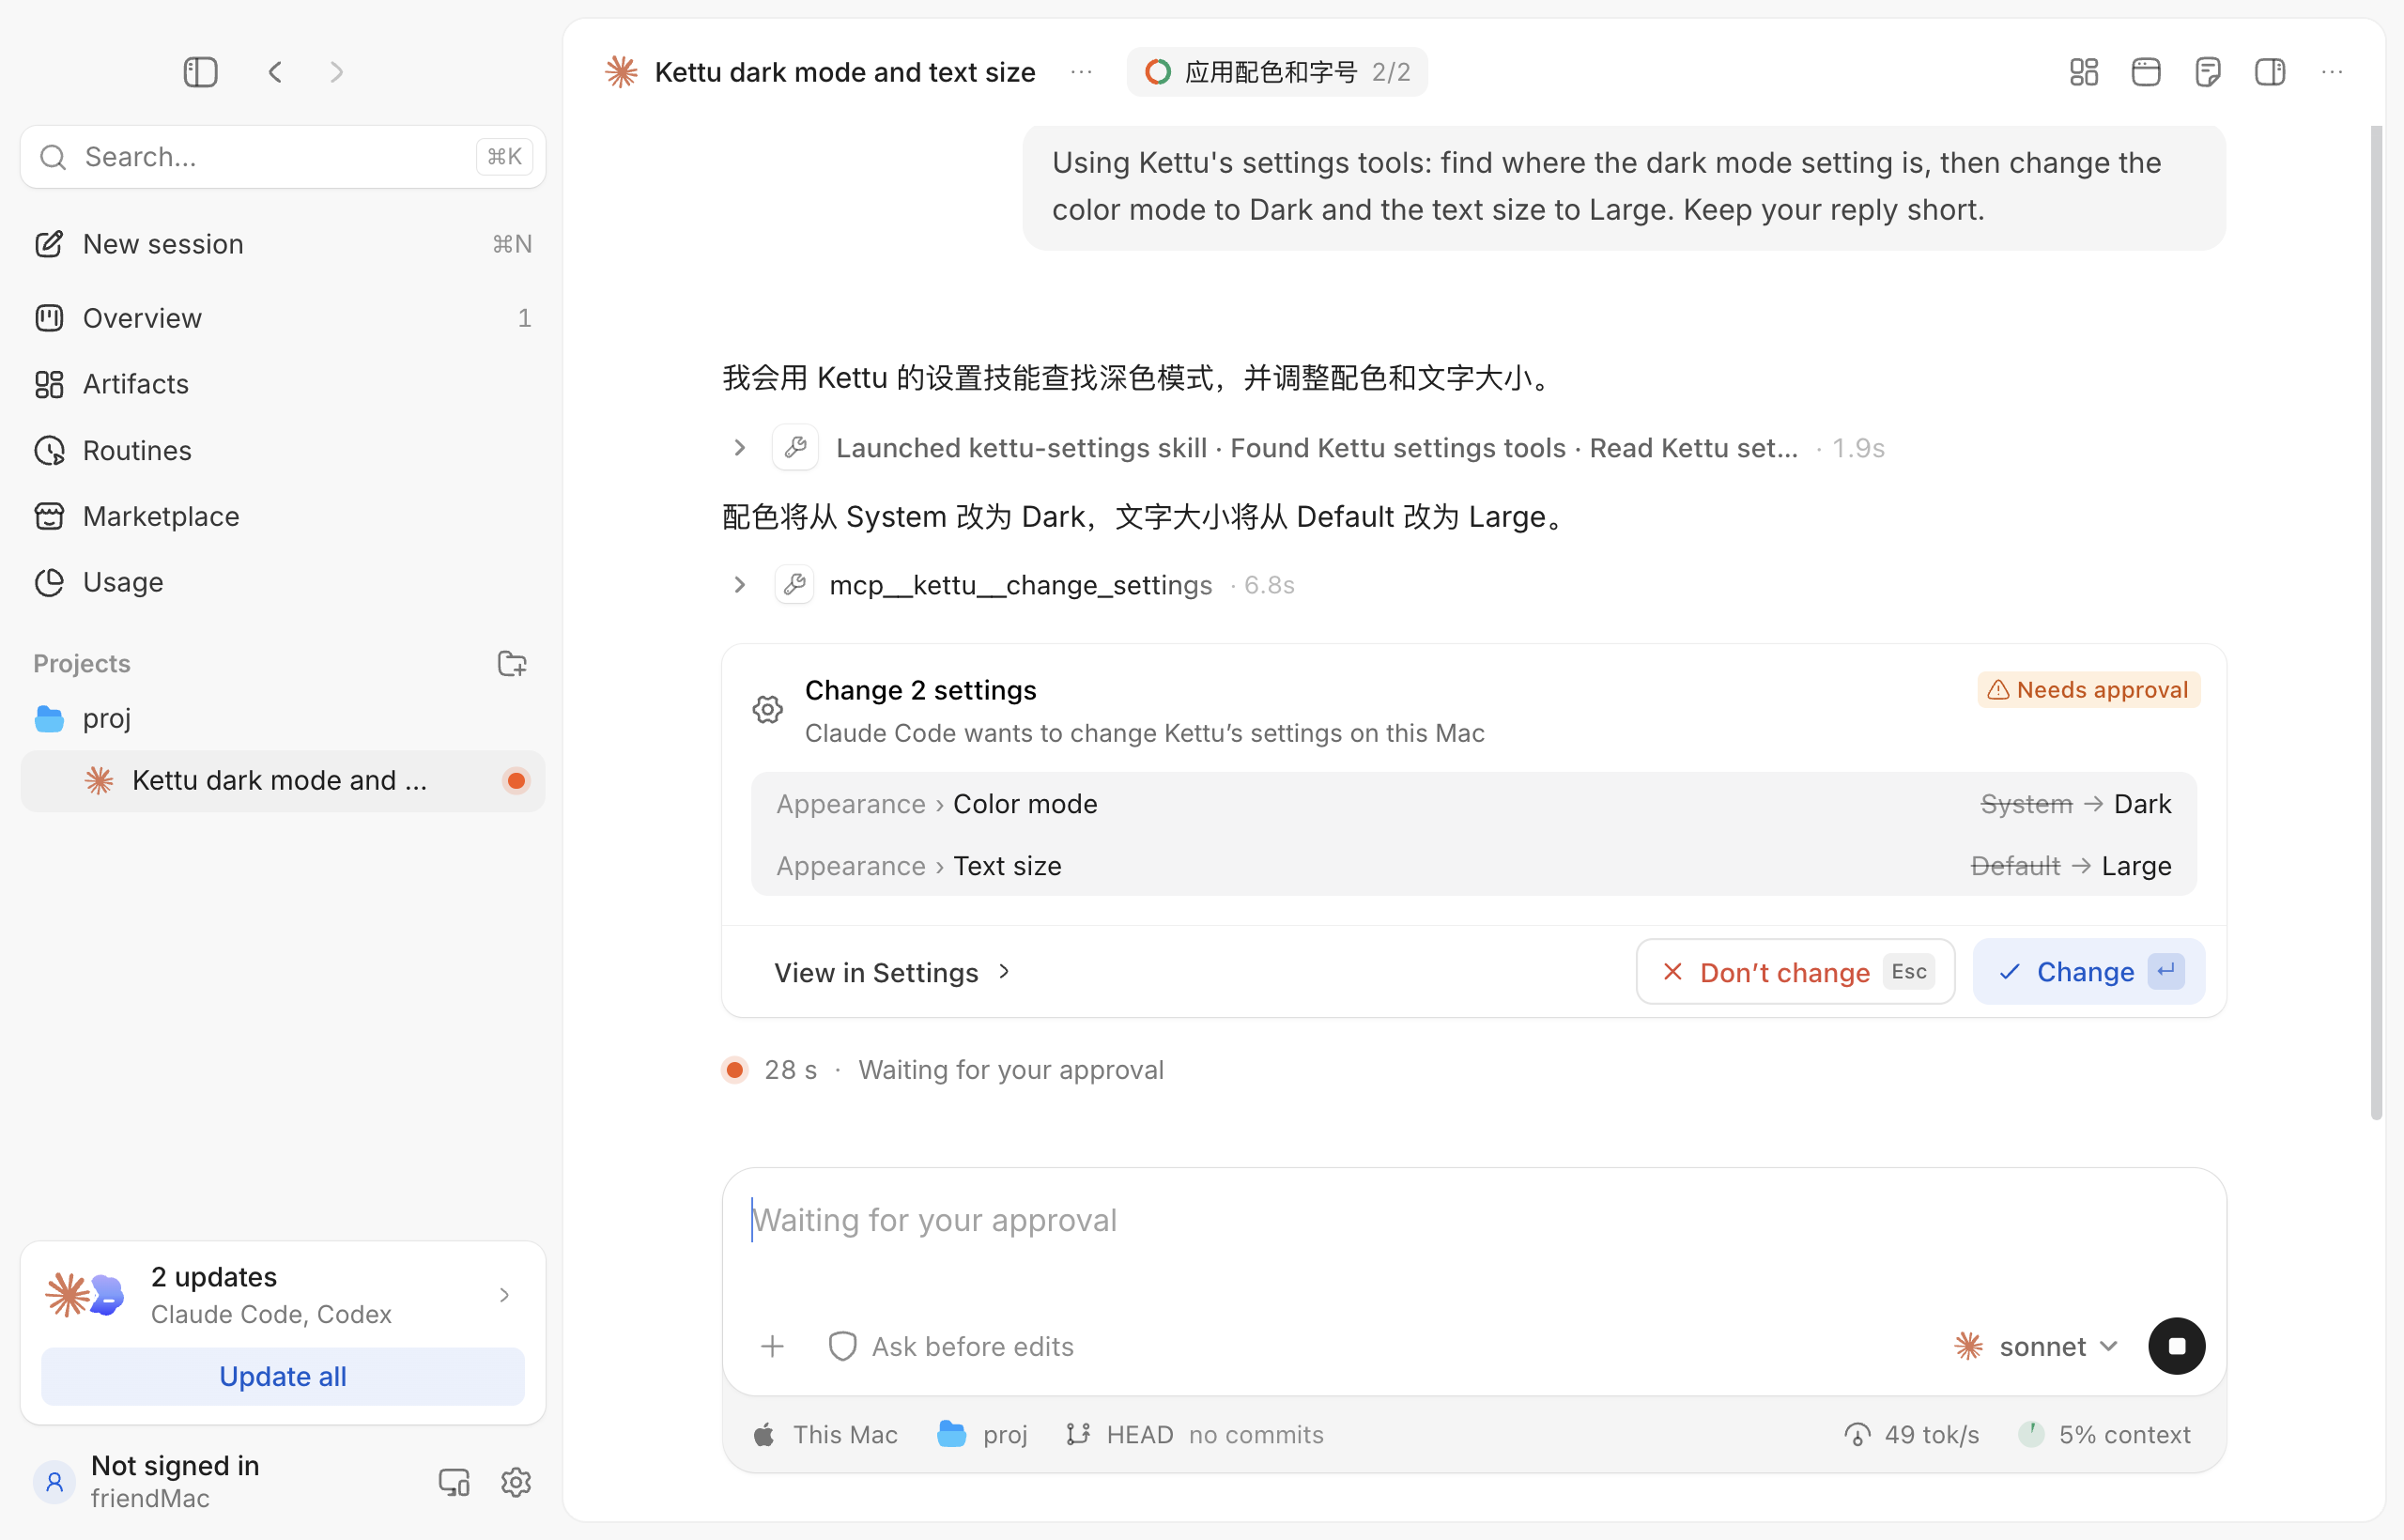 Search...
⌘K
New session
⌘N
Overview
1
Artifacts
Routines
Marketplace
Usage
Projects
proj
Kettu dark mode and ...
2 updates
Claude Code, Codex
Update all
Not signed in
friendMac
Kettu dark mode and text size
应用配色和字号 2/2
Using Kettu's settings tools: find where the dark mode setting is, then change the
color mode to Dark and the text size to Large. Keep your reply short.
我会用 Kettu 的设置技能查找深色模式，并调整配色和文字大小。
Launched kettu-settings skill · Found Kettu settings tools · Read Kettu set... · 1.9s
配色将从 System 改为 Dark，文字大小将从 Default 改为 Large。
mcp__kettu__change_settings · 6.8s
Change 2 settings
Needs approval
Claude Code wants to change Kettu’s settings on this Mac
Appearance › Color mode
System → Dark
Appearance › Text size
Default → Large
View in Settings
Don’t change Esc
Change
28 s · Waiting for your approval
Waiting for your approval
Ask before edits
sonnet
This Mac
proj
HEAD no commits
49 tok/s
5% context